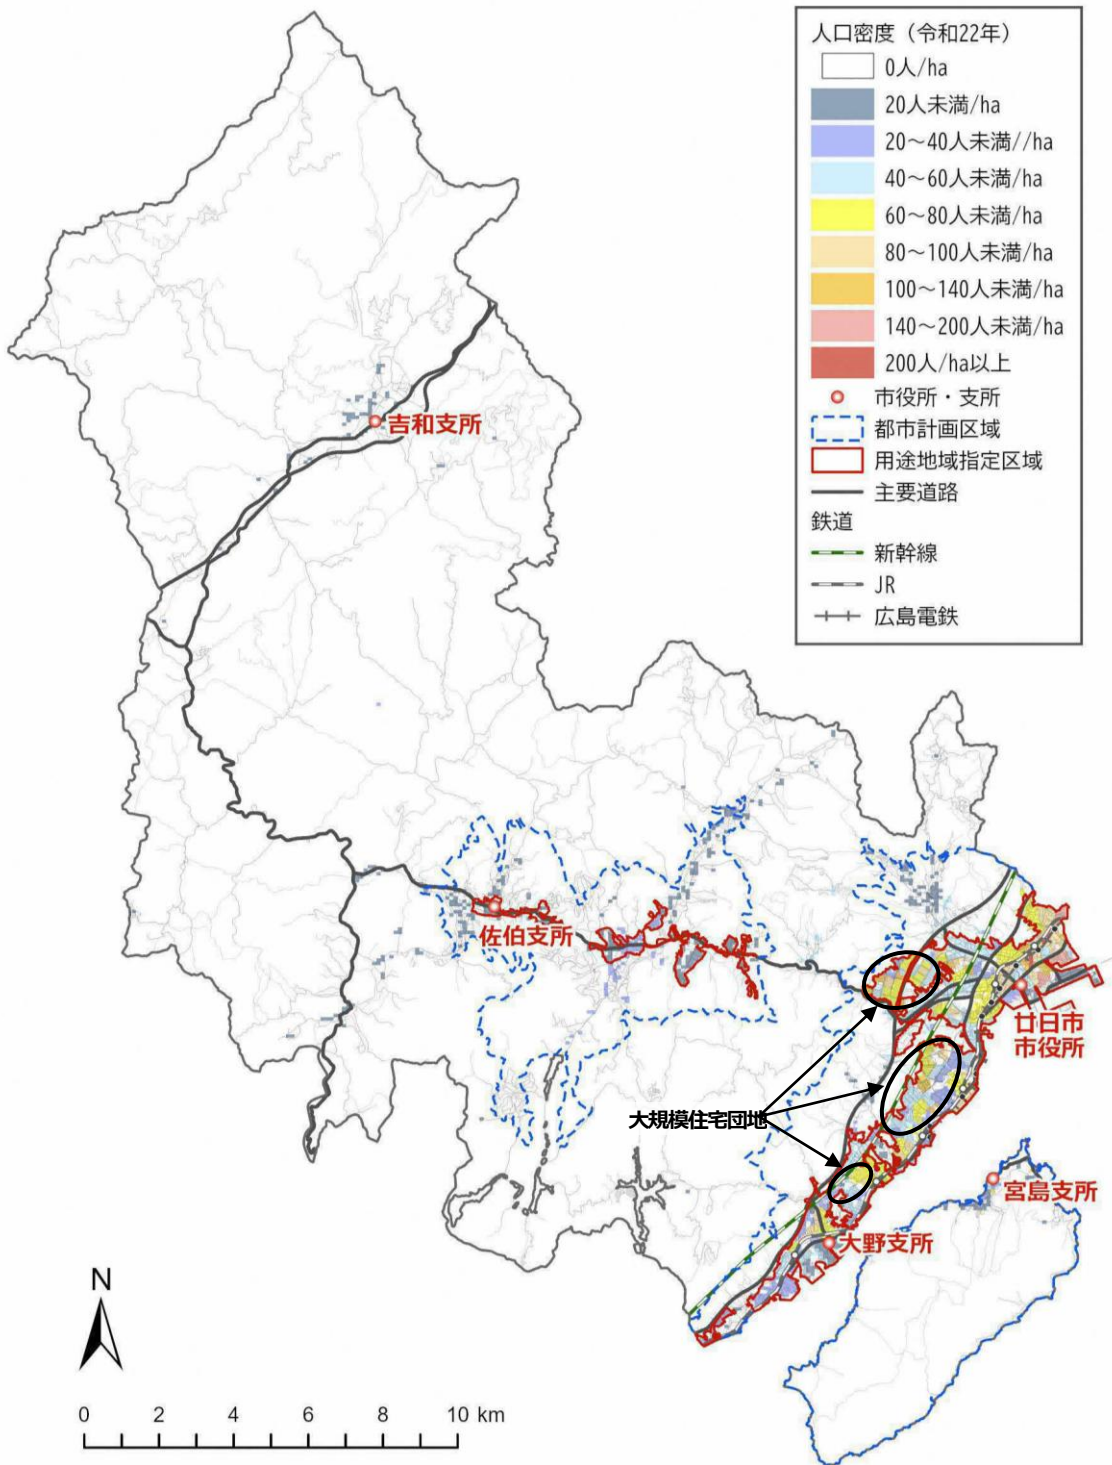 人口密度（令和22年）
0人/ha
20人未満/ha
20～40人未満//ha
40～60人未満/ha
60～80人未満/ha
80～100人未満/ha
100～140人未満/ha
140～200人未満/ha
200人/ha以上
市役所・支所
都市計画区域
用途地域指定区域
主要道路
鉄道
新幹線
JR
広島電鉄
吉和支所
佐伯支所
廿日市
市役所
大規模住宅団地
宮島支所
大野支所
N
0 2 4 6 8 10 km